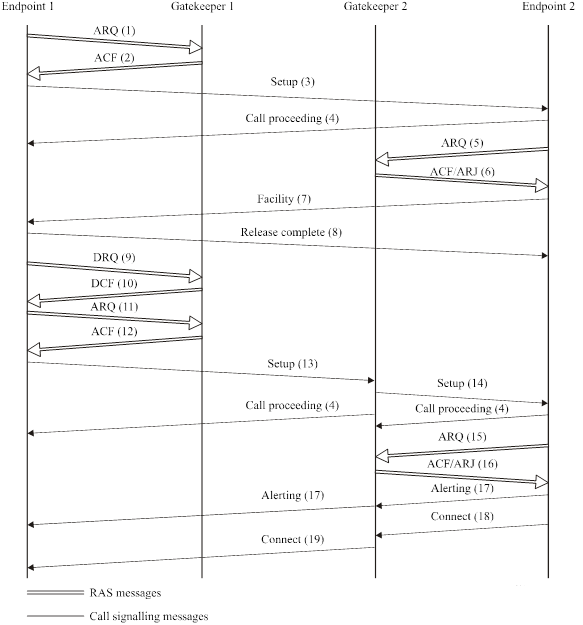 Endpoint 1 Gatekeeper 1 Gatekeeper 2 Endpoint 2
ARQ (1)
ACF (2)
Setup (3)
Call proceeding (4)
ARQ (5)
ACF/ARJ (6)
Facility (7)
Release complete (8)
DRQ (9)
DCF (10)
ARQ (11)
ACF (12)
Setup (13)
Setup (14)
Call proceeding (4) Call proceeding (4)
ARQ (15)
ACF/ARJ (16)
Alerting (17) Alerting (17)
Connect (18)
Connect (19)
RAS messages
Call signalling messages